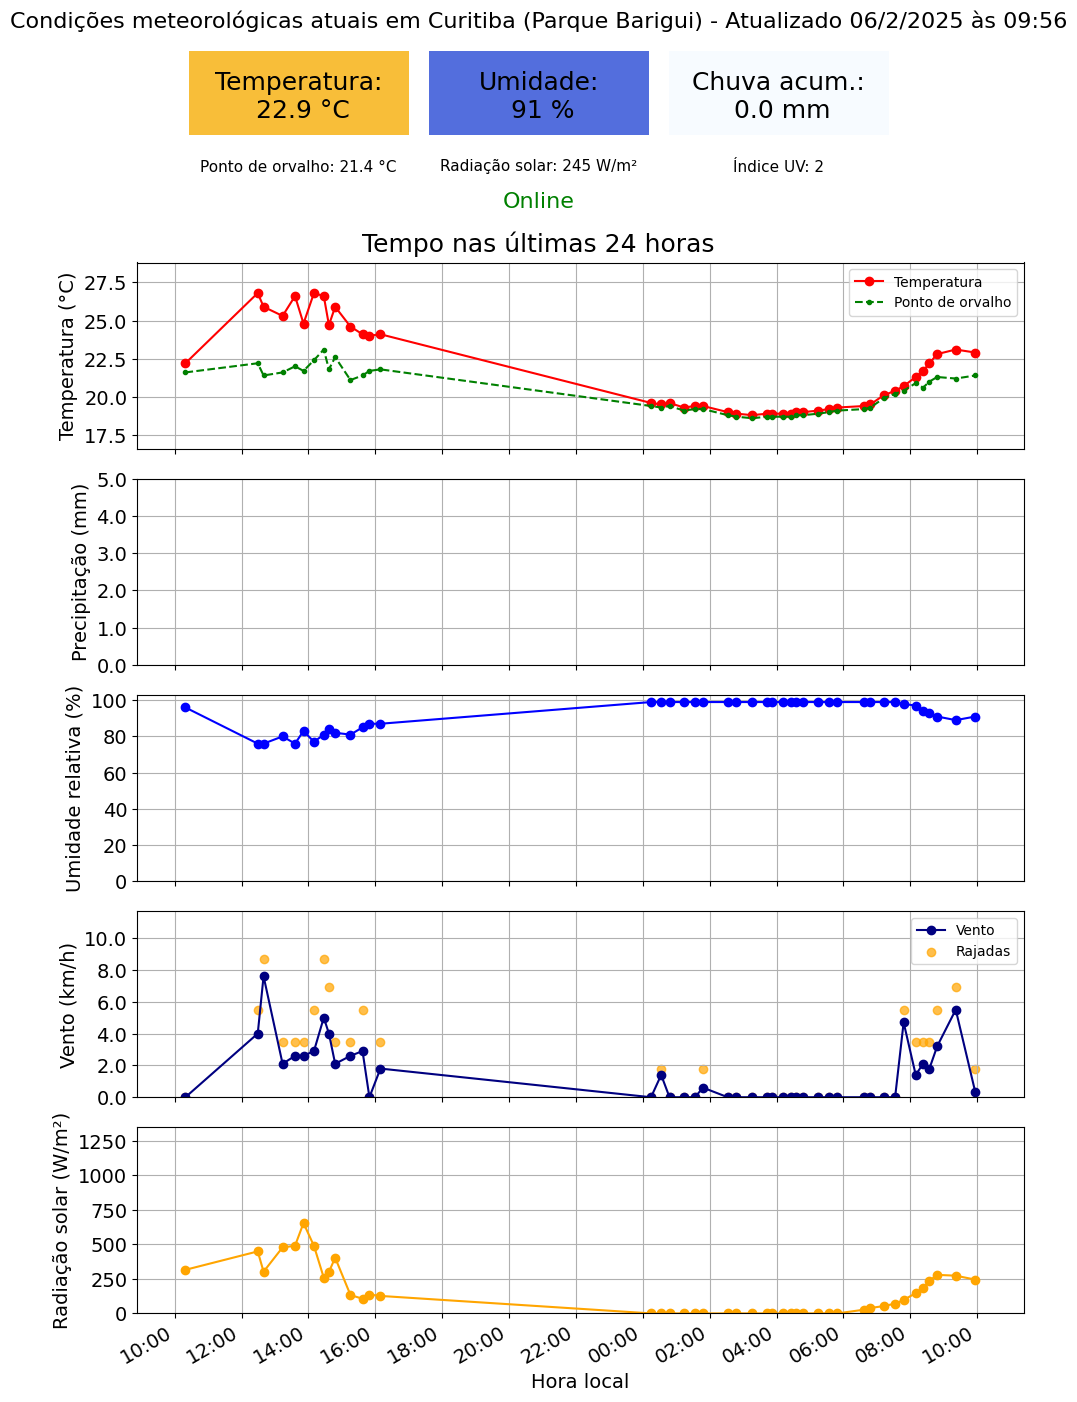 Condições meteorológicas atuais em Curitiba (Parque Barigui) - Atualizado 06/2/2025 às 09:56
Temperatura:
22.9 °C
Umidade:
91 %
Chuva acum.:
0.0 mm
Ponto de orvalho: 21.4 °C
Radiação solar: 245 W/m²
Índice UV: 2
Online
Tempo nas últimas 24 horas
Temperatura (°C)
27.5
25.0
22.5
20.0
17.5
Temperatura
Ponto de orvalho
Precipitação (mm)
5.0
4.0
3.0
2.0
1.0
0.0
Umidade relativa (%)
100
80
60
40
20
0
Vento (km/h)
10.0
8.0
6.0
4.0
2.0
0.0
Vento
Rajadas
Radiação solar (W/m²)
1250
1000
750
500
250
0
10:00
12:00
14:00
16:00
18:00
20:00
22:00
00:00
02:00
04:00
06:00
08:00
10:00
Hora local